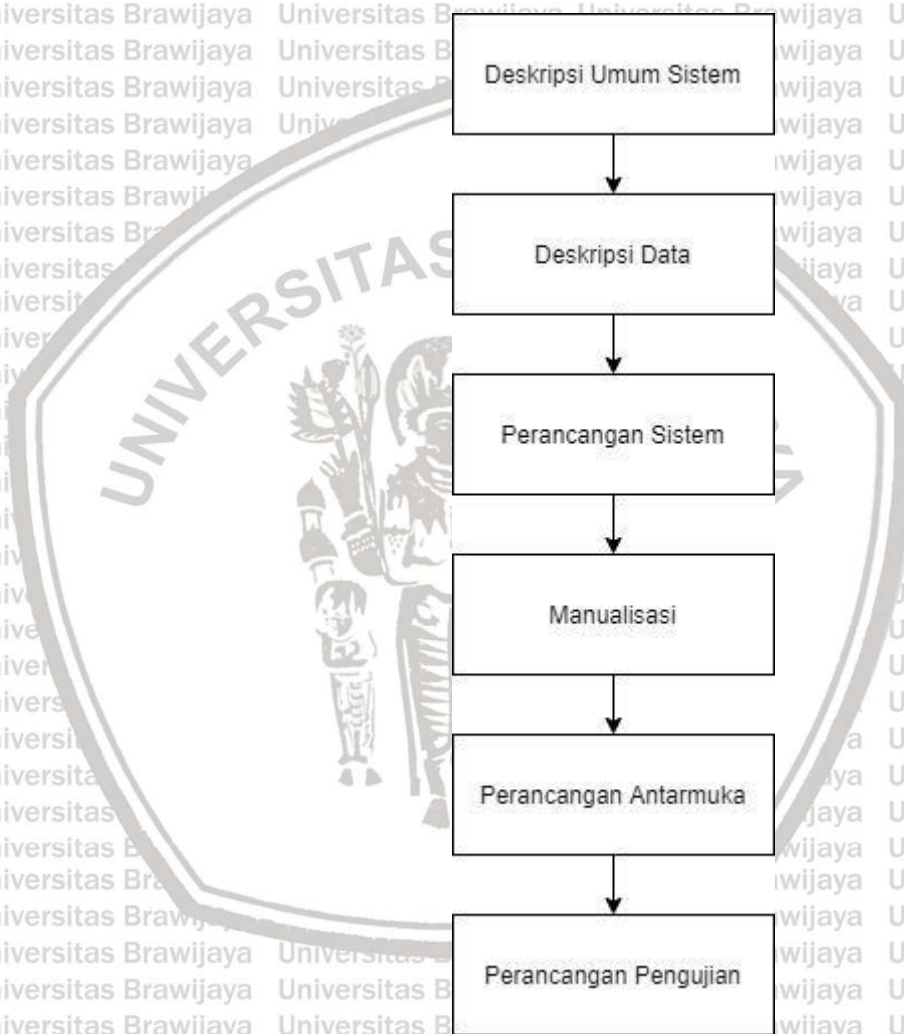 Deskripsi Umum Sistem
Deskripsi Data
Perancangan Sistem
Manualisasi
Perancangan Antarmuka
Perancangan Pengujian
UNIVERSITAS
Universitas Brawijaya